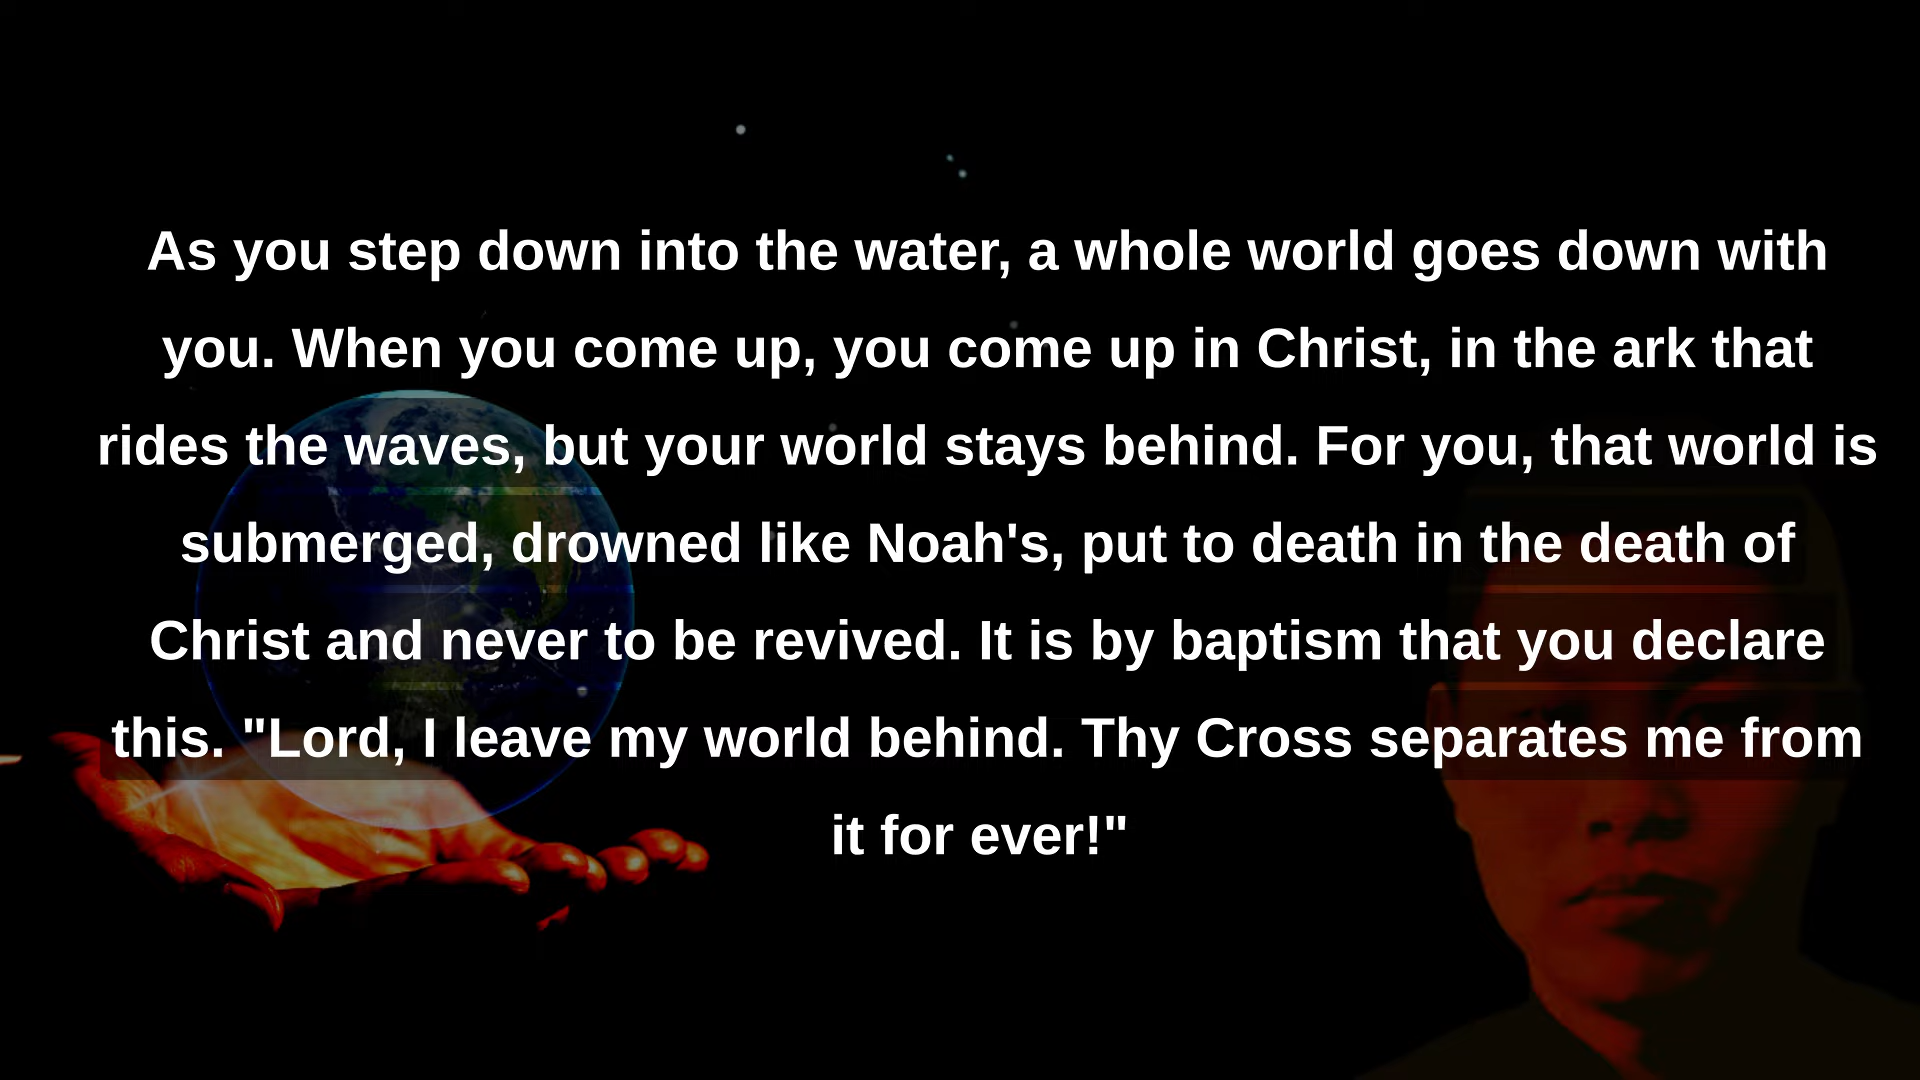 As you step down into the water, a whole world goes down with
you. When you come up, you come up in Christ, in the ark that
rides the waves, but your world stays behind. For you, that world is
submerged, drowned like Noah's, put to death in the death of
Christ and never to be revived. It is by baptism that you declare
this. "Lord, I leave my world behind. Thy Cross separates me from
it for ever!"